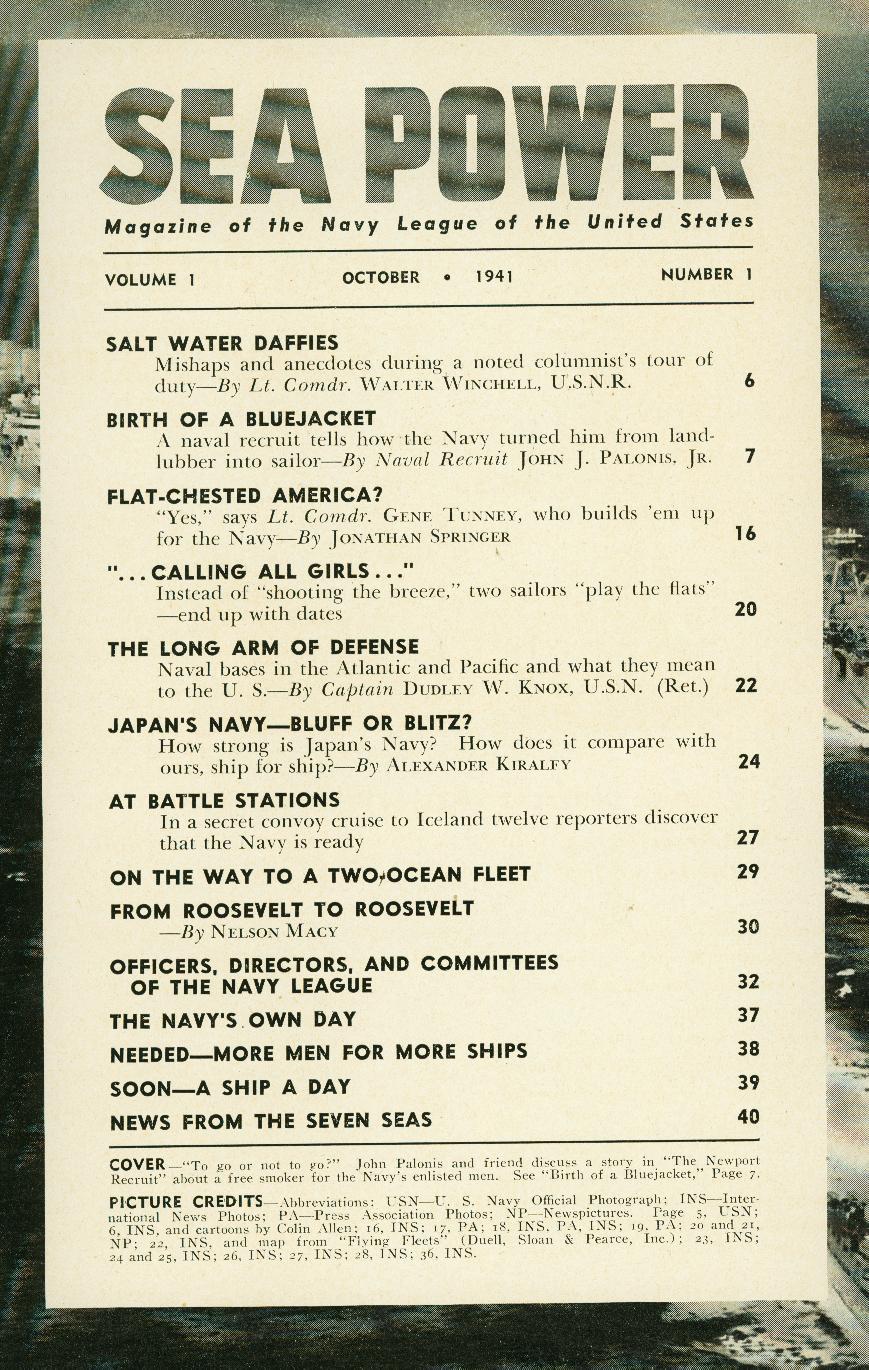 SEA POWER
Magazine of the Navy League of the United States
VOLUME 1 OCTOBER • 1941 NUMBER 1
SALT WATER DAFFIES
Mishaps and anecdotes during a noted columnist's tour of
duty—By Lt. Comdr. WALTER WINCHELL, U.S.N.R. 6
BIRTH OF A BLUEJACKET
A naval recruit tells how the Navy turned him from land-
lubber into sailor—By Naval Recruit JOHN J. PALONIS, JR. 7
FLAT-CHESTED AMERICA?
"Yes," says Lt. Comdr. GENE TUNNEY, who builds 'em up
for the Navy—By JONATHAN SPRINGER 16
"...CALLING ALL GIRLS..."
Instead of "shooting the breeze," two sailors "play the flats"
—end up with dates 20
THE LONG ARM OF DEFENSE
Naval bases in the Atlantic and Pacific and what they mean
to the U. S.—By Captain DUDLEY W. KNOX, U.S.N. (Ret.) 22
JAPAN'S NAVY—BLUFF OR BLITZ?
How strong is Japan's Navy? How does it compare with
ours, ship for ship?—By ALEXANDER KIRALFY 24
AT BATTLE STATIONS
In a secret convoy cruise to Iceland twelve reporters discover
that the Navy is ready 27
ON THE WAY TO A TWO-OCEAN FLEET 29
FROM ROOSEVELT TO ROOSEVELT
—By NELSON MACY 30
OFFICERS, DIRECTORS, AND COMMITTEES
OF THE NAVY LEAGUE 32
THE NAVY'S OWN DAY 37
NEEDED—MORE MEN FOR MORE SHIPS 38
SOON—A SHIP A DAY 39
NEWS FROM THE SEVEN SEAS 40
COVER—"To go or not to go?" John Palonis and friend discuss a story in "The Newport
Recruit" about a free smoker for the Navy's enlisted men. See "Birth of a Bluejacket," Page 7.
PICTURE CREDITS—Abbreviations: USN—U. S. Navy Official Photograph; INS—Inter-
national News Photos; PA—Press Association Photos; NP—Newspictures. Page 5, USN;
6, INS, and cartoons by Colin Allen; 16, INS; 17, PA; 18, INS, PA, INS; 19, PA; 20 and 21,
NP; 22, INS, and map from "Flying Fleets" (Duell, Sloan & Pearce, Inc.); 23, INS;
24 and 25, INS; 26, INS; 27, INS; 28, INS; 36, INS.